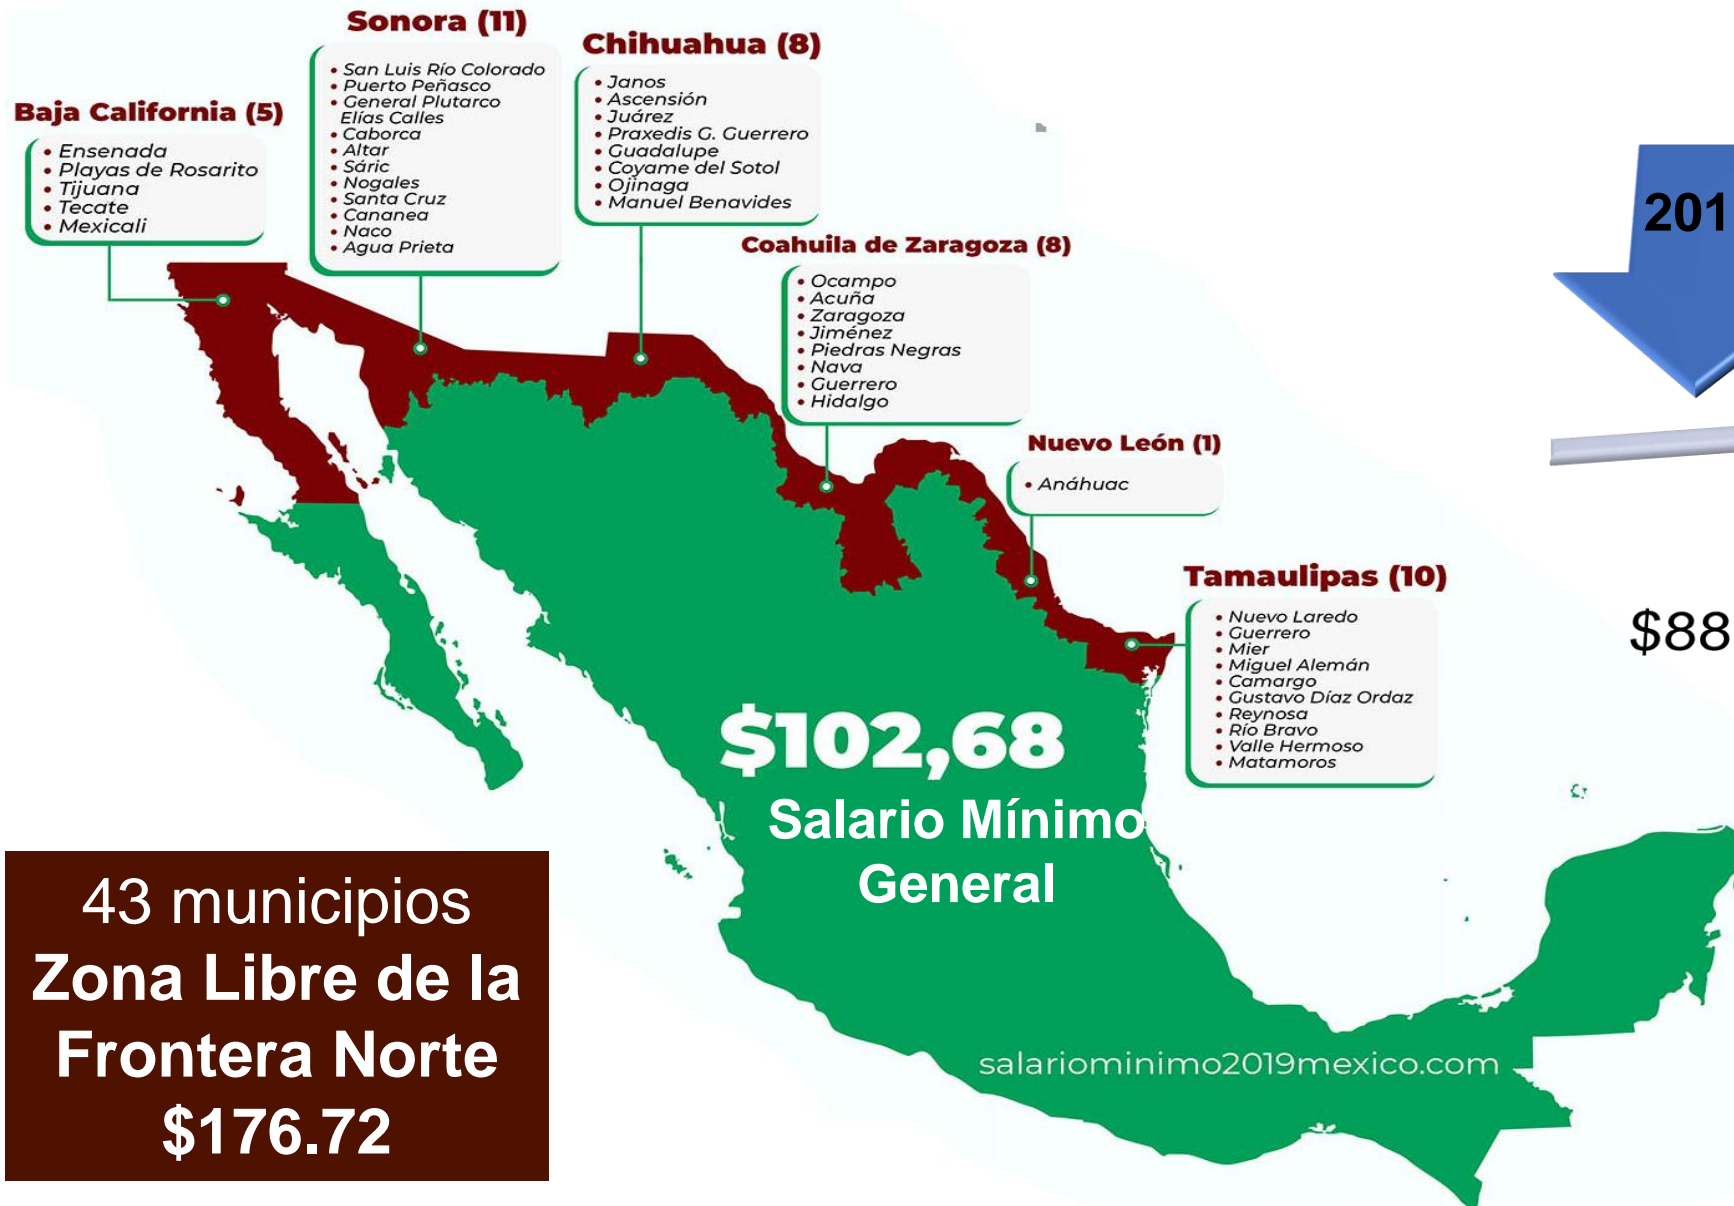 Sonora (11)
• San Luis Río Colorado
• Puerto Peñasco
• General Plutarco
Elías Calles
• Caborca
• Altar
• Sáric
• Nogales
• Santa Cruz
• Cananea
• Naco
• Agua Prieta
Chihuahua (8)
• Janos
• Ascensión
• Juárez
• Praxedis G. Guerrero
• Guadalupe
• Coyame del Sotol
• Ojinaga
• Manuel Benavides
Baja California (5)
• Ensenada
• Playas de Rosarito
• Tijuana
• Tecate
• Mexicali
Coahuila de Zaragoza (8)
• Ocampo
• Acuña
• Zaragoza
• Jiménez
• Piedras Negras
• Nava
• Guerrero
• Hidalgo
Nuevo León (1)
• Anáhuac
Tamaulipas (10)
• Nuevo Laredo
• Guerrero
• Mier
• Miguel Alemán
• Camargo
• Gustavo Díaz Ordaz
• Reynosa
• Río Bravo
• Valle Hermoso
• Matamoros
201
$88
$102,68
Salario Mínimo
General
43 municipios
Zona Libre de la
Frontera Norte
$176.72
salariominimo2019mexico.com